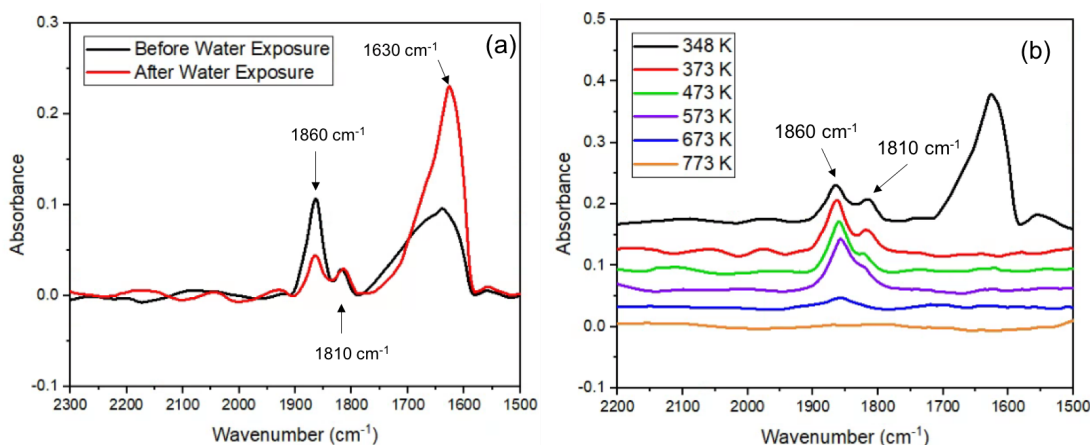 (a)
Before Water Exposure
After Water Exposure
1630 cm-1
1860 cm-1
1810 cm-1
0.3
0.2
0.1
0.0
-0.1
Absorbance
2300 2200 2100 2000 1900 1800 1700 1600 1500
Wavenumber (cm-1)
(b)
348 K
373 K
473 K
573 K
673 K
773 K
1860 cm-1
1810 cm-1
0.5
0.4
0.3
0.2
0.1
0.0
-0.1
Absorbance
2200 2100 2000 1900 1800 1700 1600 1500
Wavenumber (cm-1)